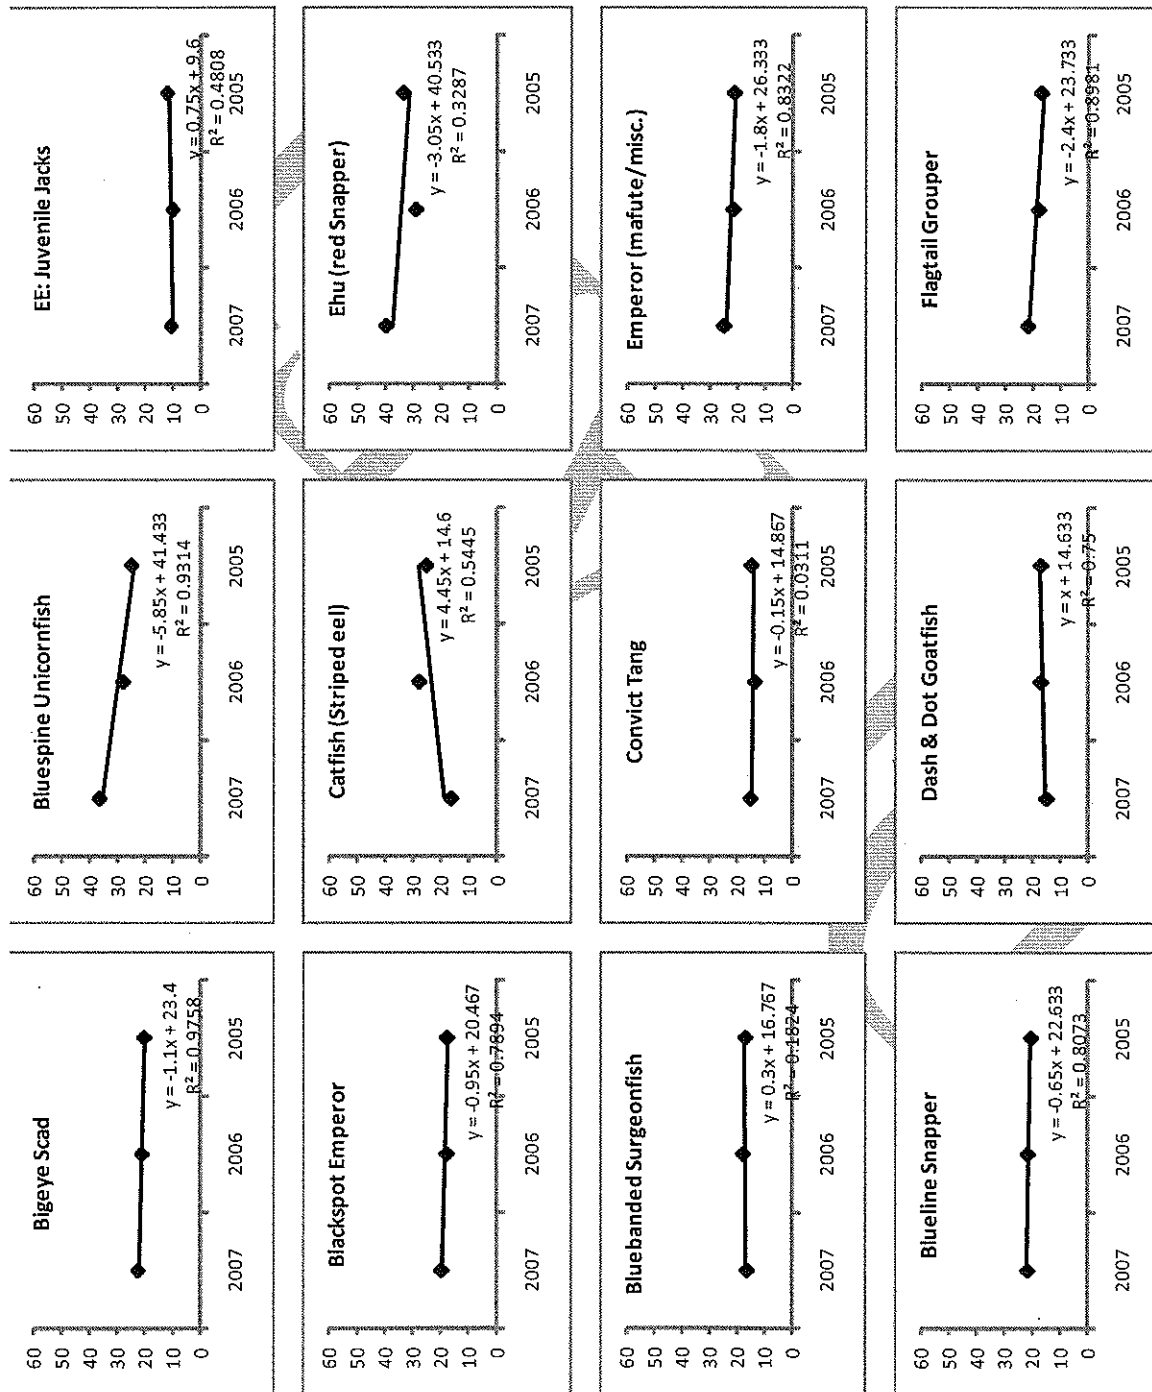 Bigeye Scad
60
50
40
30
20
10
0
y = -1.1x + 23.4
R² = 0.9758
2007 2006 2005
Bluespine Unicornfish
60
50
40
30
20
10
0
y = -5.85x + 41.433
R² = 0.9314
2007 2006 2005
EE: Juvenile Jacks
60
50
40
30
20
10
0
y = 0.75x + 9.6
R² = 0.4808
2007 2006 2005
Blackspot Emperor
60
50
40
30
20
10
0
y = -0.95x + 20.467
R² = 0.7894
2007 2006 2005
Catfish (Striped eel)
60
50
40
30
20
10
0
y = 4.45x + 14.6
R² = 0.5445
2007 2006 2005
Ehu (red Snapper)
60
50
40
30
20
10
0
y = -3.05x + 40.533
R² = 0.3287
2007 2006 2005
Bluebanded Surgeonfish
60
50
40
30
20
10
0
y = 0.3x + 16.767
R² = 0.1824
2007 2006 2005
Convict Tang
60
50
40
30
20
10
0
y = -0.15x + 14.867
R² = 0.0311
2007 2006 2005
Emperor (mafute/misc.)
60
50
40
30
20
10
0
y = -1.8x + 26.333
R² = 0.8322
2007 2006 2005
Blueline Snapper
60
50
40
30
20
10
0
y = -0.65x + 22.633
R² = 0.8073
2007 2006 2005
Dash & Dot Goatfish
60
50
40
30
20
10
0
y = x + 14.633
R² = 0.75
2007 2006 2005
Flagtail Grouper
60
50
40
30
20
10
0
y = -2.4x + 23.733
R² = 0.8981
2007 2006 2005